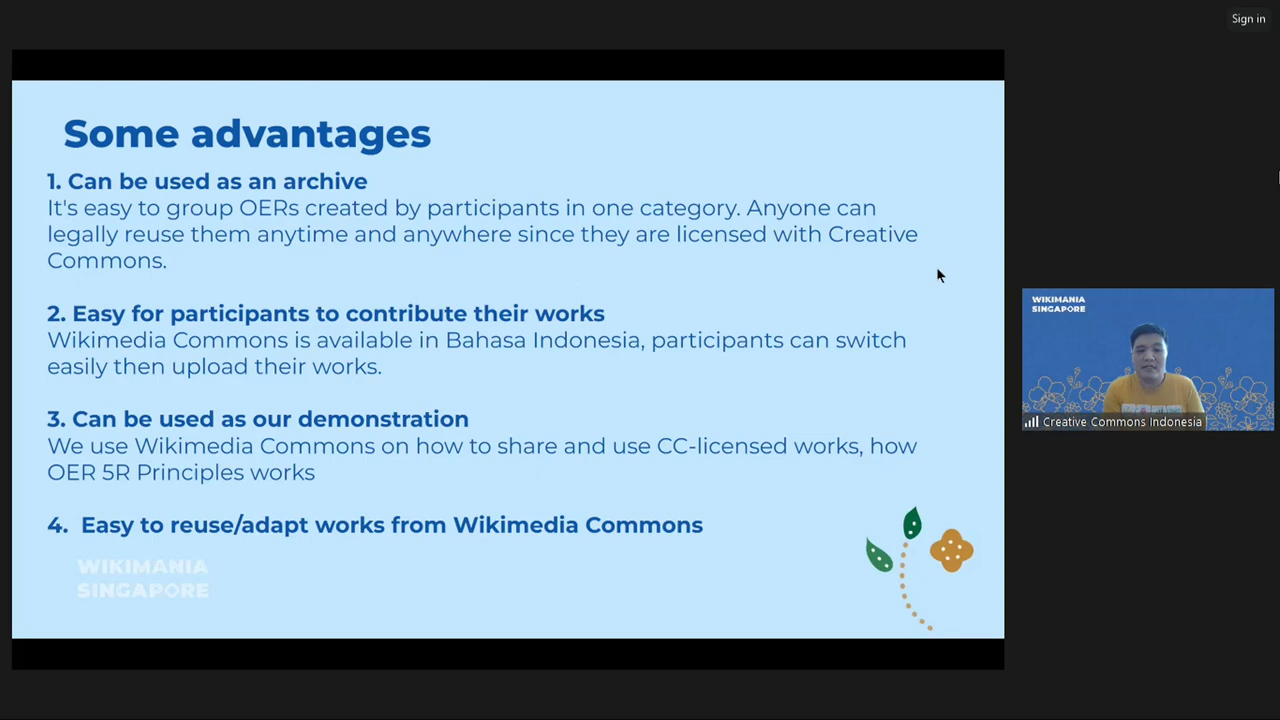 Sign in
Some advantages
1. Can be used as an archive
It's easy to group OERs created by participants in one category. Anyone can
legally reuse them anytime and anywhere since they are licensed with Creative
Commons.
2. Easy for participants to contribute their works
Wikimedia Commons is available in Bahasa Indonesia, participants can switch
easily then upload their works.
3. Can be used as our demonstration
We use Wikimedia Commons on how to share and use CC-licensed works, how
OER 5R Principles works
4. Easy to reuse/adapt works from Wikimedia Commons
WIKIMANIA
SINGAPORE
WIKIMANIA
SINGAPORE
Creative Commons Indonesia